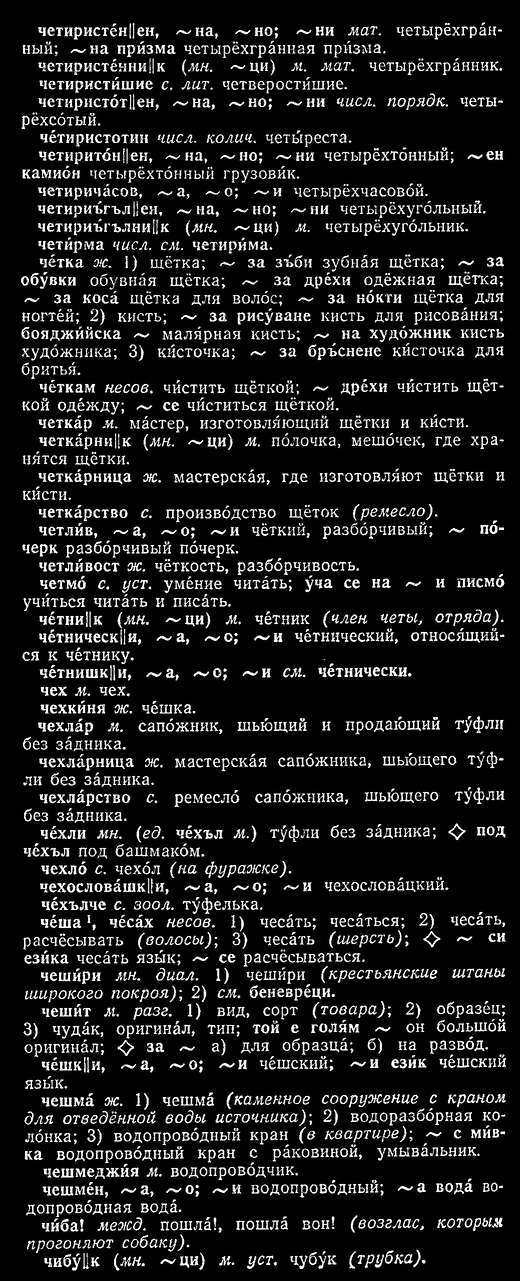 четиристе́н||ен, ~на, ~но; ~ни мат. четырёхгра́н-
ный; ~на при́зма четырёхгра́нная при́зма.
четиристе́нни||к (мн. ~ци) м. мат. четырёхгра́нник.
четиристи́шие с. лит. четверости́шие.
четиристо́т||ен, ~на, ~но; ~ни числ. порядк. четы-
рёхсо́тый.
че́тиристотин числ. колич. четы́реста.
четирито́н||ен, ~на, ~но; ~ни четырёхто́нный; ~ен
камио́н четырёхто́нный грузови́к.
четирича́сов, ~а, ~о; ~и четырёхчасово́й.
четириъ́гъл||ен, ~на, ~но; ~ни четырёхуго́льный.
четириъ́гълни||к (мн. ~ци) м. четырёхуго́льник.
чети́рма числ. см. четири́ма.
че́тка ж. 1) щётка; ~ за зъ́би зубна́я щётка; ~ за
обу́вки обувна́я щётка; ~ за дре́хи одёжная щётка;
~ за коса́ щётка для воло́с; ~ за но́кти щётка для
ногте́й; 2) кисть; ~ за рису́ване кисть для рисова́ния;
бояджи́йска ~ маля́рная кисть; ~ на худо́жник кисть
худо́жника; 3) ки́сточка; ~ за бръ́снене ки́сточка для
бритья́.
че́ткам несов. чи́стить щёткой; ~ дре́хи чи́стить щёт-
кой оде́жду; ~ се чи́ститься щёткой.
четка́р м. ма́стер, изготовля́ющий щётки и ки́сти.
четка́рни||к (мн. ~ци) м. по́лочка, мешо́чек, где хра-
ня́тся щётки.
четка́рница ж. мастерска́я, где изготовля́ют щётки и
ки́сти.
четка́рство с. произво́дство щёток (ремесло).
четли́в, ~а, ~о; ~и чёткий, разбо́рчивый; ~ по́-
черк разбо́рчивый по́черк.
четли́вост ж. чёткость, разбо́рчивость.
четмо́ с. уст. уме́ние чита́ть; у́ча се на ~ и писмо́
учи́ться чита́ть и писа́ть.
че́тни||к (мн. ~ци) м. че́тник (член четы, отряда).
че́тническ||и, ~а, ~о; ~и че́тнический, относя́щий-
ся к че́тнику.
че́тнишк||и, ~а, ~о; ~и см. че́тнически.
чех м. чех.
чехки́ня ж. че́шка.
чехла́р м. сапо́жник, шью́щий и продаю́щий ту́фли
без за́дника.
чехла́рница ж. мастерска́я сапо́жника, шью́щего ту́ф-
ли без за́дника.
чехла́рство с. ремесло́ сапо́жника, шью́щего ту́фли
без за́дника.
че́хли мн. (ед. че́хъл м.) ту́фли без за́дника; ◇ под
че́хъл под башмако́м.
чехло́ с. чехо́л (на фуражке).
чехослова́шк||и, ~а, ~о; ~и чехослова́цкий.
че́хълче с. зоол. ту́фелька.
че́ша¹, че́сах несов. 1) чеса́ть; чеса́ться; 2) чеса́ть,
расчёсывать (волосы); 3) чеса́ть (шерсть); ◇ ~ си
ези́ка чеса́ть язы́к; ~ се расчёсываться.
чеши́ри мн. диал. 1) чеши́ри (крестьянские штаны
широкого покроя); 2) см. беневре́ци.
чеши́т м. разг. 1) вид, сорт (товара); 2) образе́ц;
3) чуда́к, оригина́л, тип; той е голя́м ~ он большо́й
оригина́л; ◇ за ~ а) для образца́; б) на разво́д.
че́шк||и, ~а, ~о; ~и че́шский; ~и ези́к че́шский
язы́к.
чешма́ ж. 1) чешма́ (каменное сооружение с краном
для отведённой воды источника); 2) водоразбо́рная ко-
ло́нка; 3) водопрово́дный кран (в квартире); ~ с ми́в-
ка водопрово́дный кран с ра́ковиной, умыва́льник.
чешмеджи́я м. водопрово́дчик.
чешме́н, ~а, ~о; ~и водопрово́дный; ~а вода́ во-
допрово́дная вода́.
чи́ба! межд. пошла́!, пошла́ вон! (возглас, которым
прогоняют собаку).
чибу́||к (мн. ~ци) м. уст. чубу́к (трубка).